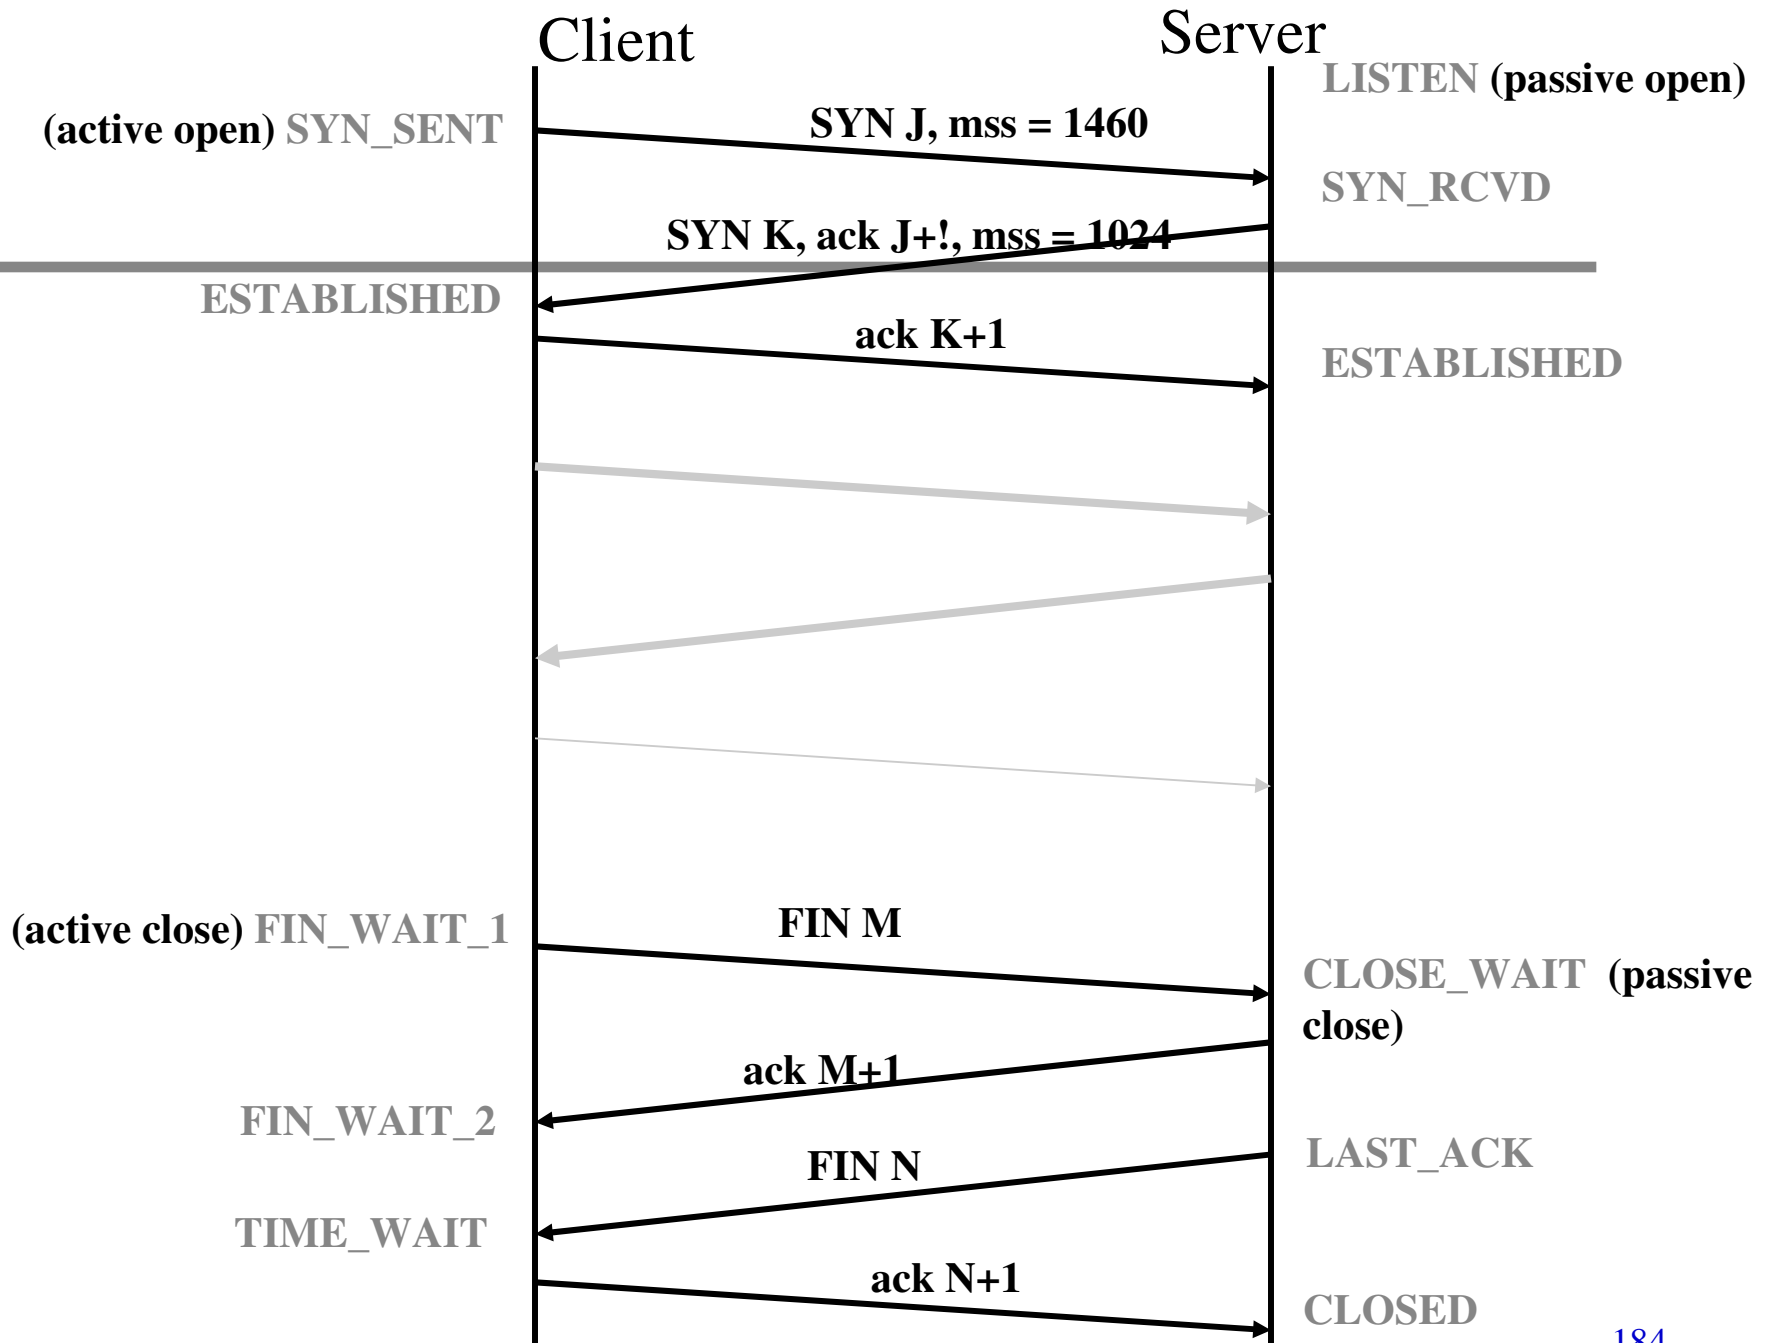 Client
Server
LISTEN (passive open)
(active open) SYN_SENT
SYN J, mss = 1460
SYN_RCVD
SYN K, ack J+!, mss = 1024
ESTABLISHED
ack K+1
ESTABLISHED
(active close) FIN_WAIT_1
FIN M
CLOSE_WAIT (passive
close)
ack M+1
FIN_WAIT_2
LAST_ACK
FIN N
TIME_WAIT
ack N+1
CLOSED
184